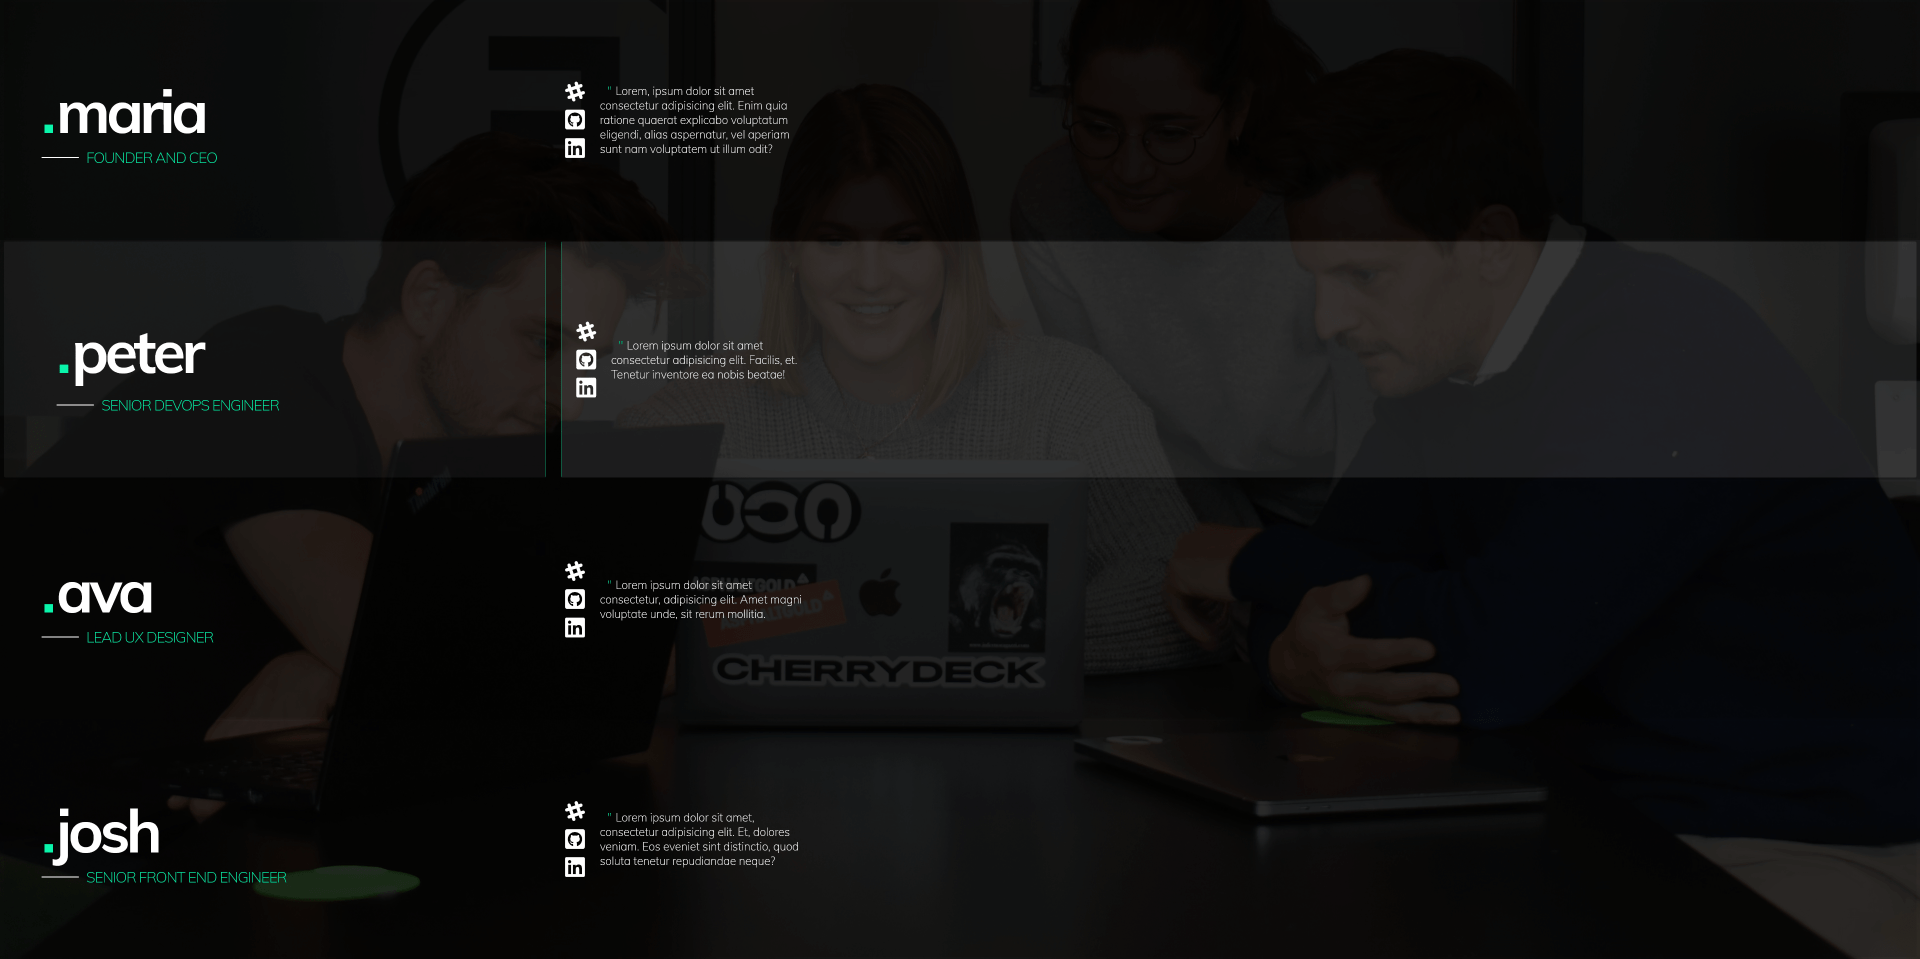 .maria
FOUNDER AND CEO
" Lorem, ipsum dolor sit amet
consectetur adipisicing elit. Enim quia
ratione quaerat explicabo voluptatum
eligendi, alias aspernatur, vel aperiam
sunt nam voluptatem ut illum odit?
.peter
SENIOR DEVOPS ENGINEER
" Lorem ipsum dolor sit amet
consectetur adipisicing elit. Facilis, et.
Tenetur inventore ea nobis beatae!
.ava
LEAD UX DESIGNER
" Lorem ipsum dolor sit amet
consectetur, adipisicing elit. Amet magni
voluptate unde, sit rerum mollitia.
CHERRYDECK
.josh
SENIOR FRONT END ENGINEER
" Lorem ipsum dolor sit amet,
consectetur adipisicing elit. Et, dolores
veniam. Eos eveniet sint distinctio, quod
soluta tenetur repudiandae neque?